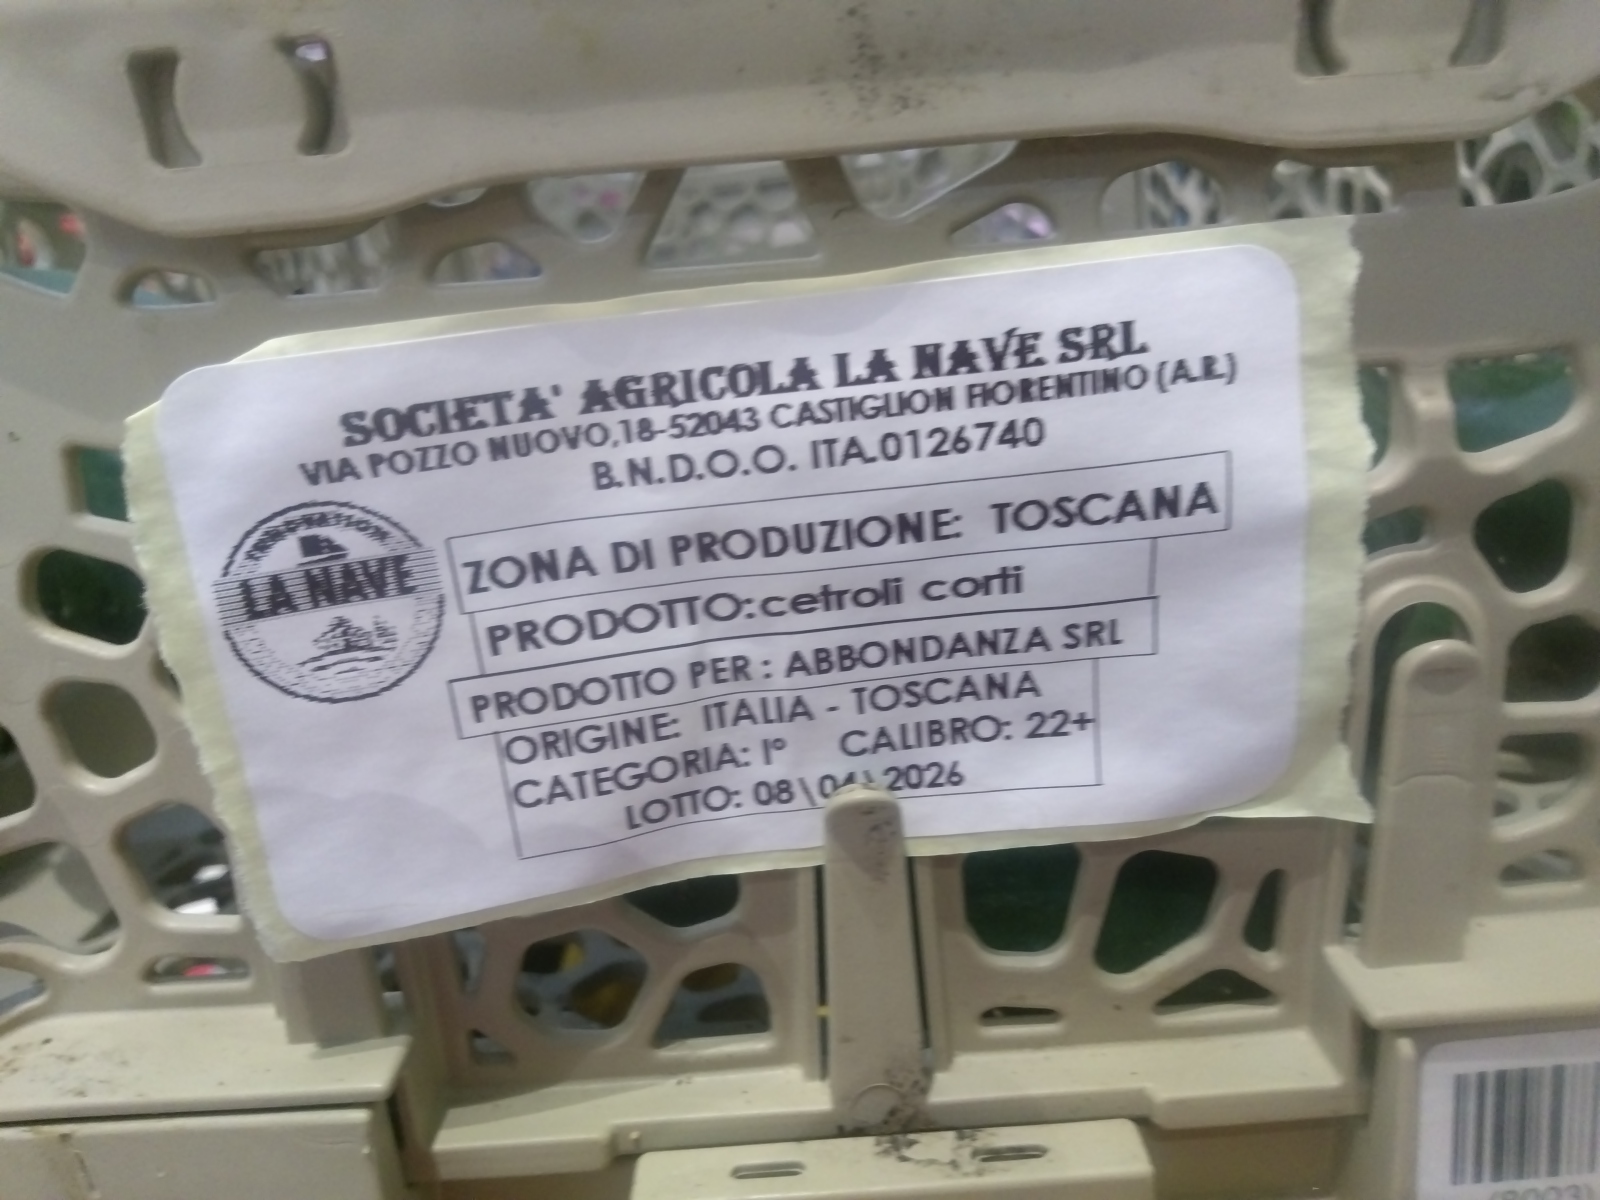 SOCIETA' AGRICOLA LA NAVE SRL
VIA POZZO NUOVO,18-52043 CASTIGLION FIORENTINO (A.R.)
B.N.D.O.O. ITA.0126740
LA NAVE
ZONA DI PRODUZIONE: TOSCANA
PRODOTTO:cetroli corti
PRODOTTO PER : ABBONDANZA SRL
ORIGINE: ITALIA - TOSCANA
CATEGORIA: I° CALIBRO: 22+
LOTTO: 08\04\2026